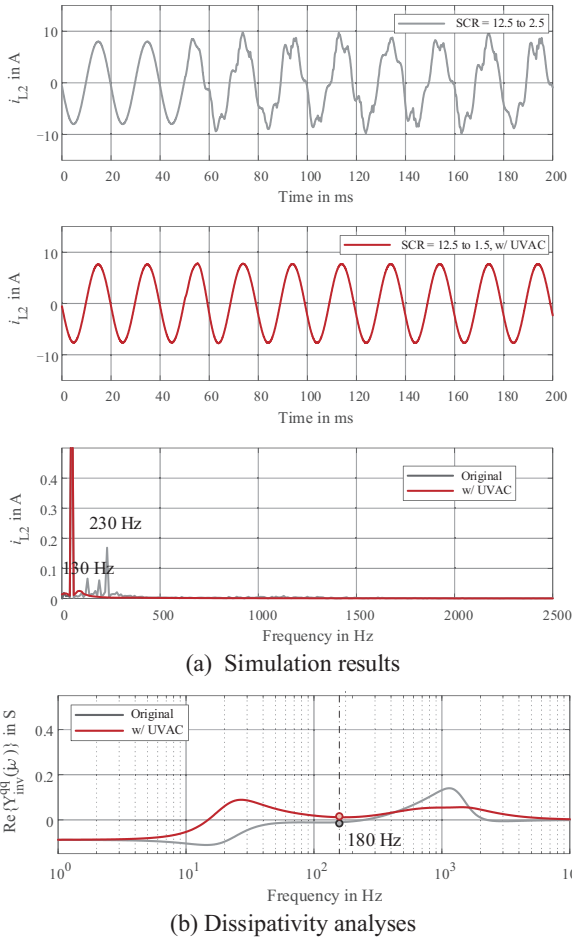 SCR = 12.5 to 2.5
10
0
−10
i_L2 in A
0 20 40 60 80 100 120 140 160 180 200
Time in ms
SCR = 12.5 to 1.5, w/ UVAC
10
0
−10
i_L2 in A
0 20 40 60 80 100 120 140 160 180 200
Time in ms
Original
w/ UVAC
0.4
0.3
0.2
0.1
0
i_L2 in A
230 Hz
130 Hz
0 500 1000 1500 2000 2500
Frequency in Hz
(a) Simulation results
Original
w/ UVAC
0.4
0.2
0
Re{Y_inv^qq(jω)} in S
180 Hz
10^0 10^1 10^2 10^3 10
Frequency in Hz
(b) Dissipativity analyses